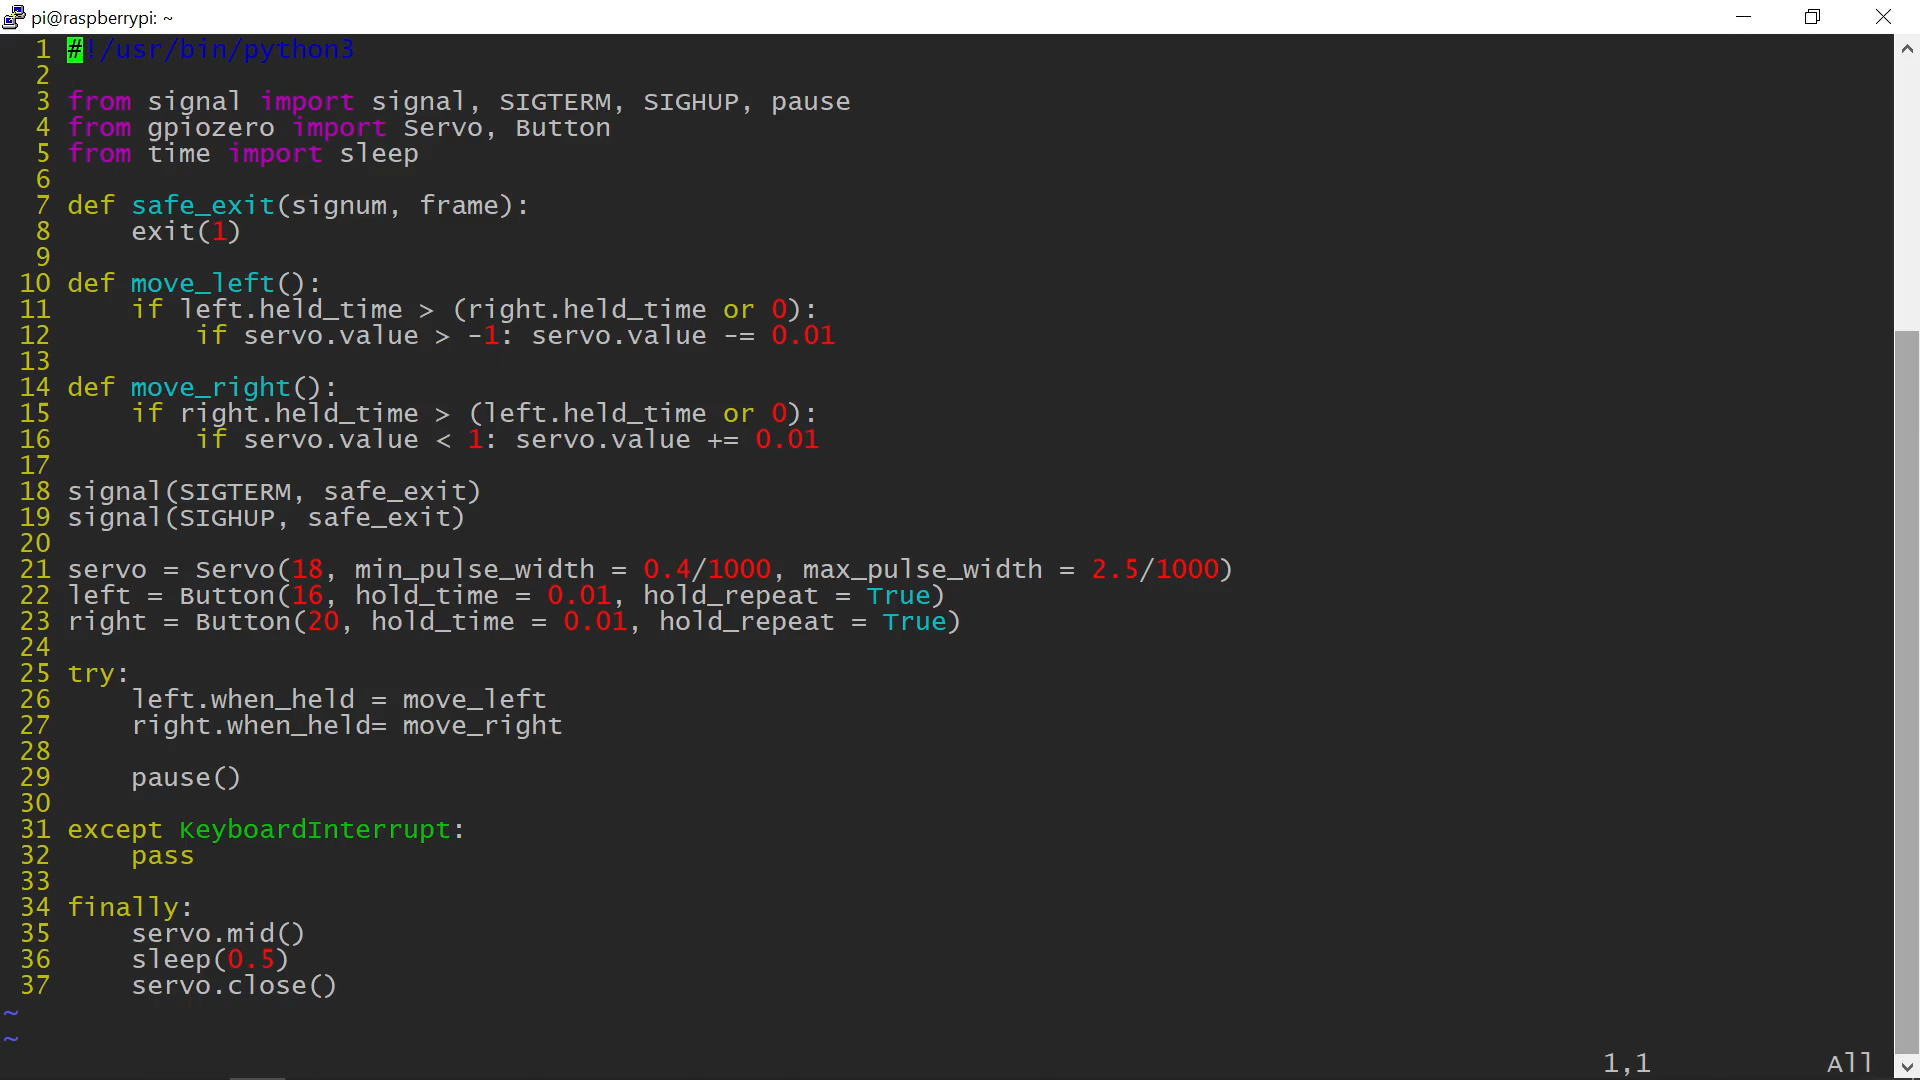 pi@raspberrypi: ~
1 #!/usr/bin/python3
2
3 from signal import signal, SIGTERM, SIGHUP, pause
4 from gpiozero import Servo, Button
5 from time import sleep
6
7 def safe_exit(signum, frame):
8     exit(1)
9
10 def move_left():
11     if left.held_time > (right.held_time or 0):
12         if servo.value > -1: servo.value -= 0.01
13
14 def move_right():
15     if right.held_time > (left.held_time or 0):
16         if servo.value < 1: servo.value += 0.01
17
18 signal(SIGTERM, safe_exit)
19 signal(SIGHUP, safe_exit)
20
21 servo = Servo(18, min_pulse_width = 0.4/1000, max_pulse_width = 2.5/1000)
22 left = Button(16, hold_time = 0.01, hold_repeat = True)
23 right = Button(20, hold_time = 0.01, hold_repeat = True)
24
25 try:
26     left.when_held = move_left
27     right.when_held= move_right
28
29     pause()
30
31 except KeyboardInterrupt:
32     pass
33
34 finally:
35     servo.mid()
36     sleep(0.5)
37     servo.close()
~
~
1,1 All